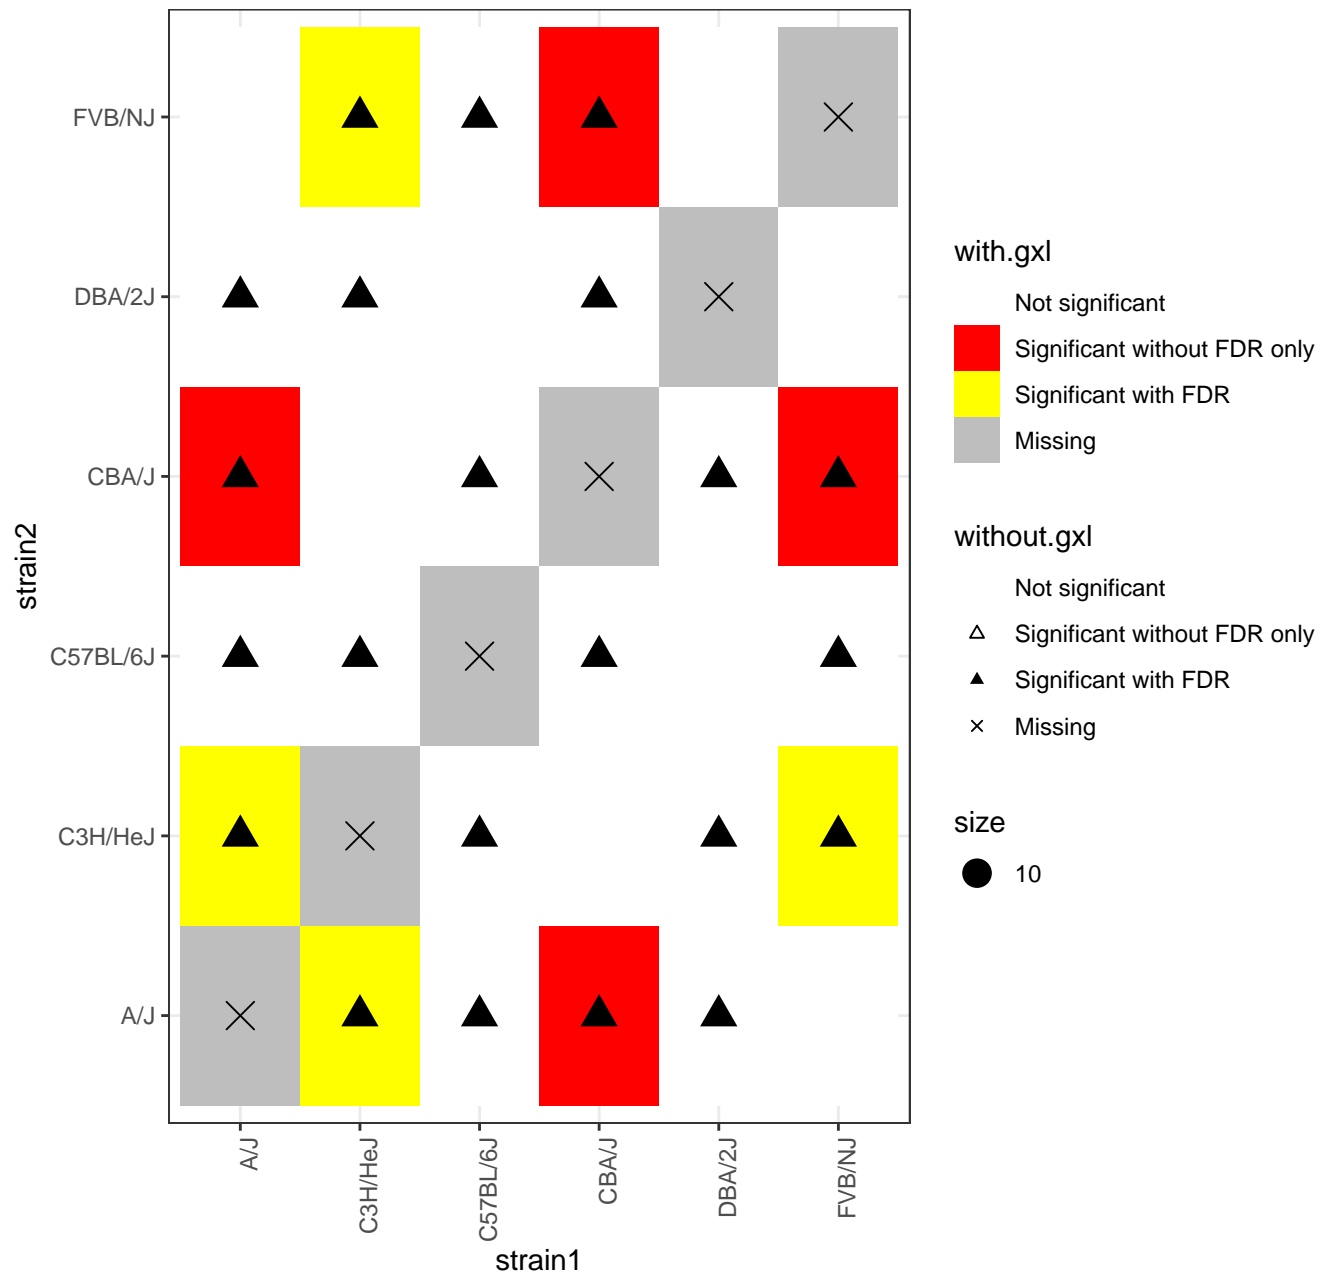 FVB/NJ
DBA/2J
CBA/J
C57BL/6J
C3H/HeJ
A/J
strain2
A/J
C3H/HeJ
C57BL/6J
CBA/J
DBA/2J
FVB/NJ
strain1
with.gxl
Not significant
Significant without FDR only
Significant with FDR
Missing
without.gxl
Not significant
Significant without FDR only
Significant with FDR
Missing
size
10